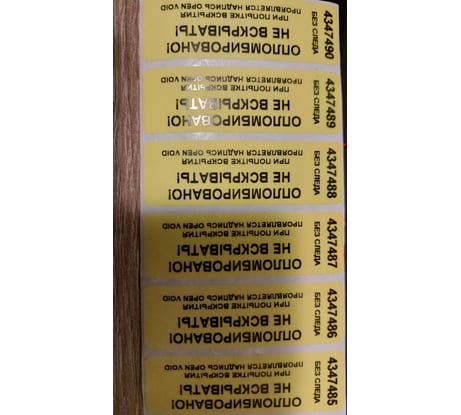 4347485
БЕЗ СЛЕДА
ОПЛОМБИРОВАНО!
НЕ ВСКРЫВАТЬ!
ПРИ ПОПЫТКЕ ВСКРЫТИЯ
ПРОЯВЛЯЕТСЯ НАДПИСЬ OPEN VOID
4347486
БЕЗ СЛЕДА
ОПЛОМБИРОВАНО!
НЕ ВСКРЫВАТЬ!
ПРИ ПОПЫТКЕ ВСКРЫТИЯ
ПРОЯВЛЯЕТСЯ НАДПИСЬ OPEN VOID
4347487
БЕЗ СЛЕДА
ОПЛОМБИРОВАНО!
НЕ ВСКРЫВАТЬ!
ПРИ ПОПЫТКЕ ВСКРЫТИЯ
ПРОЯВЛЯЕТСЯ НАДПИСЬ OPEN VOID
4347488
БЕЗ СЛЕДА
ОПЛОМБИРОВАНО!
НЕ ВСКРЫВАТЬ!
ПРИ ПОПЫТКЕ ВСКРЫТИЯ
ПРОЯВЛЯЕТСЯ НАДПИСЬ OPEN VOID
4347489
БЕЗ СЛЕДА
ОПЛОМБИРОВАНО!
НЕ ВСКРЫВАТЬ!
ПРИ ПОПЫТКЕ ВСКРЫТИЯ
ПРОЯВЛЯЕТСЯ НАДПИСЬ OPEN VOID
4347490
БЕЗ СЛЕДА
ОПЛОМБИРОВАНО!
НЕ ВСКРЫВАТЬ!
ПРИ ПОПЫТКЕ ВСКРЫТИЯ
ПРОЯВЛЯЕТСЯ НАДПИСЬ OPEN VOID